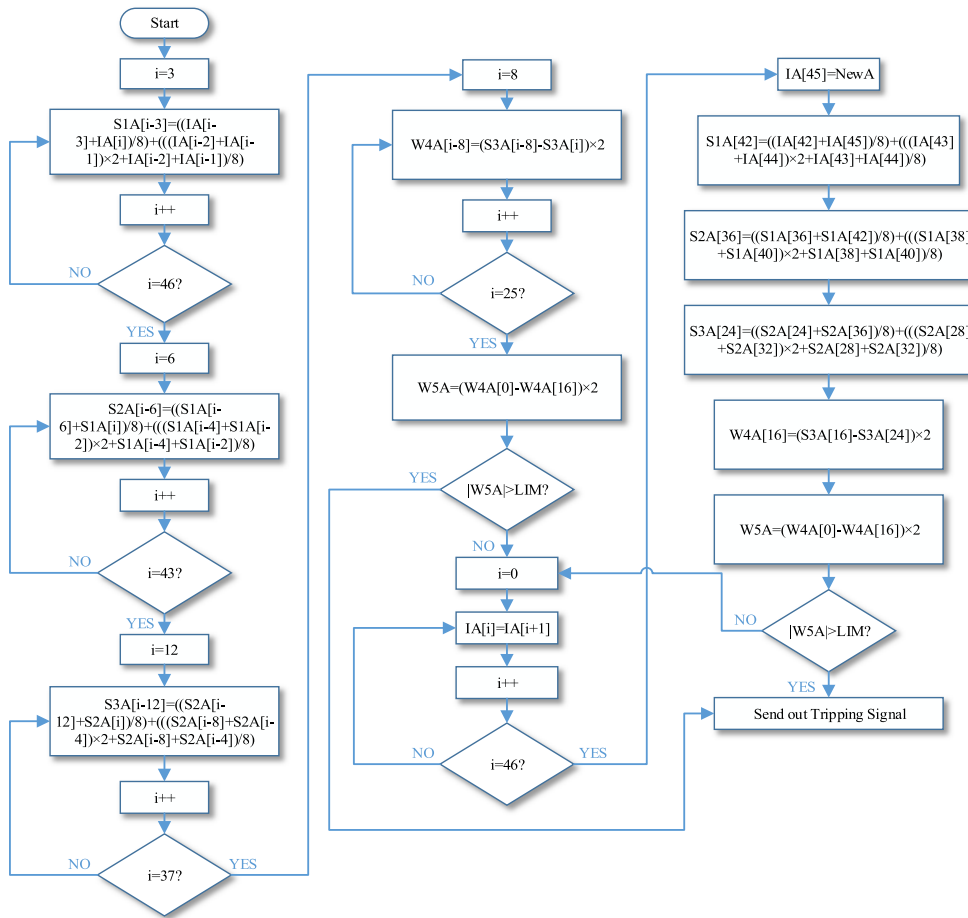 Start
i=3
S1A[i-3]=((IA[i-
3]+IA[i])/8)+(((IA[i-2]+IA[i-
1])×2+IA[i-2]+IA[i-1])/8)
i++
NO
i=46?
YES
i=6
S2A[i-6]=((S1A[i-
6]+S1A[i])/8)+(((S1A[i-4]+S1A[i-
2])×2+S1A[i-4]+S1A[i-2])/8)
i++
NO
i=43?
YES
i=12
S3A[i-12]=((S2A[i-
12]+S2A[i])/8)+(((S2A[i-8]+S2A[i-
4])×2+S2A[i-8]+S2A[i-4])/8)
i++
NO
i=37?
YES
i=8
W4A[i-8]=(S3A[i-8]-S3A[i])×2
i++
NO
i=25?
YES
W5A=(W4A[0]-W4A[16])×2
YES
|W5A|>LIM?
NO
i=0
IA[i]=IA[i+1]
i++
NO
i=46?
YES
IA[45]=NewA
S1A[42]=((IA[42]+IA[45])/8)+(((IA[43]
+IA[44])×2+IA[43]+IA[44])/8)
S2A[36]=((S1A[36]+S1A[42])/8)+(((S1A[38]
+S1A[40])×2+S1A[38]+S1A[40])/8)
S3A[24]=((S2A[24]+S2A[36])/8)+(((S2A[28]
+S2A[32])×2+S2A[28]+S2A[32])/8)
W4A[16]=(S3A[16]-S3A[24])×2
W5A=(W4A[0]-W4A[16])×2
NO
|W5A|>LIM?
YES
Send out Tripping Signal